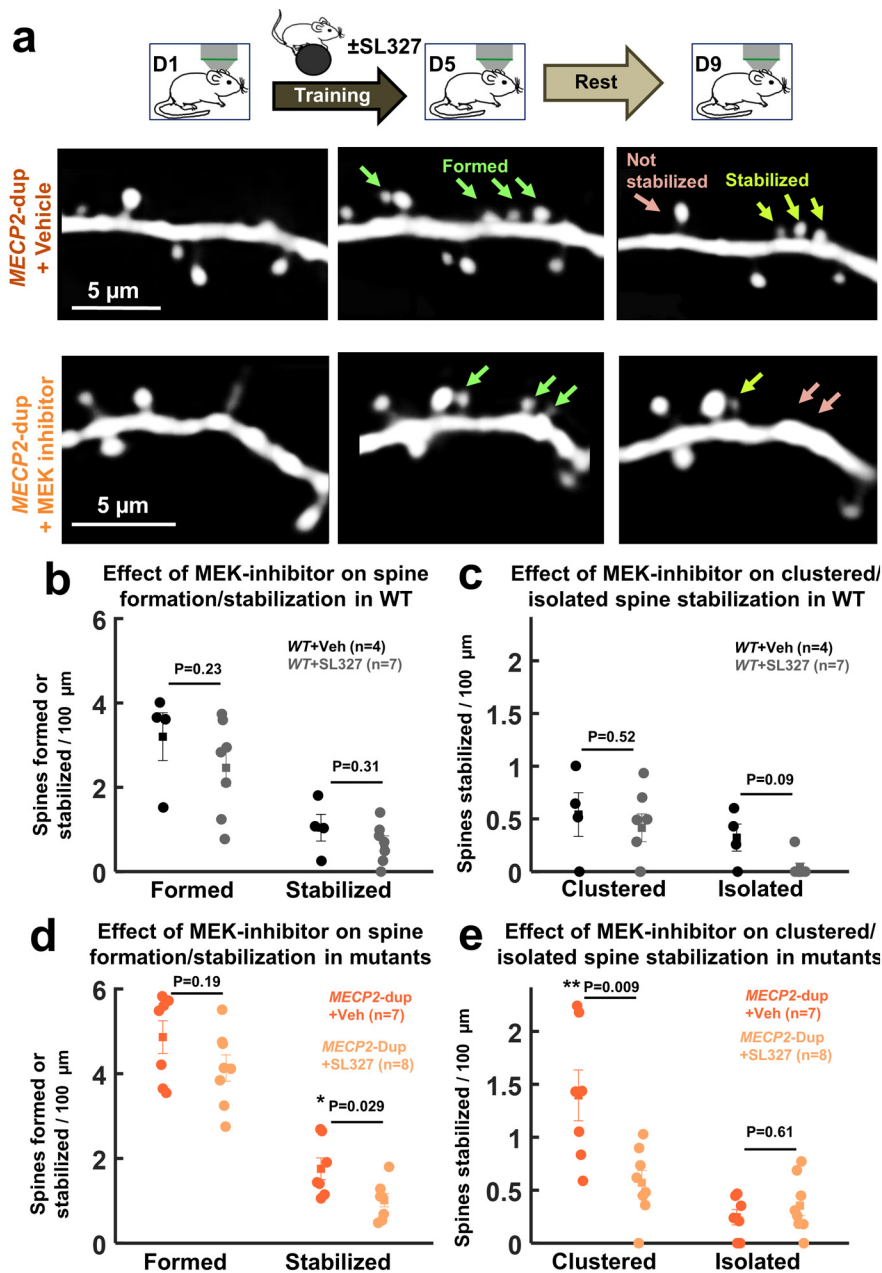 a
±SL327
D1
D5
D9
Training
Rest
MECP2-dup
+ Vehicle
Formed
Not
stabilized
Stabilized
5 µm
MECP2-dup
+ MEK inhibitor
5 µm
b
Effect of MEK-inhibitor on spine
formation/stabilization in WT
Spines formed or
stabilized / 100 µm
6
4
2
0
P=0.23
WT+Veh (n=4)
WT+SL327 (n=7)
P=0.31
Formed
Stabilized
c
Effect of MEK-inhibitor on clustered/
isolated spine stabilization in WT
Spines stabilized / 100 µm
2
1.5
1
0.5
0
WT+Veh (n=4)
WT+SL327 (n=7)
P=0.52
P=0.09
Clustered
Isolated
d
Effect of MEK-inhibitor on spine
formation/stabilization in mutants
Spines formed or
stabilized / 100 µm
6
4
2
0
P=0.19
MECP2-dup
+Veh (n=7)
MECP2-Dup
+SL327 (n=8)
*
P=0.029
Formed
Stabilized
e
Effect of MEK-inhibitor on clustered/
isolated spine stabilization in mutants
Spines stabilized / 100 µm
2
1.5
1
0.5
0
**
P=0.009
MECP2-dup
+Veh (n=7)
MECP2-Dup
+SL327 (n=8)
P=0.61
Clustered
Isolated